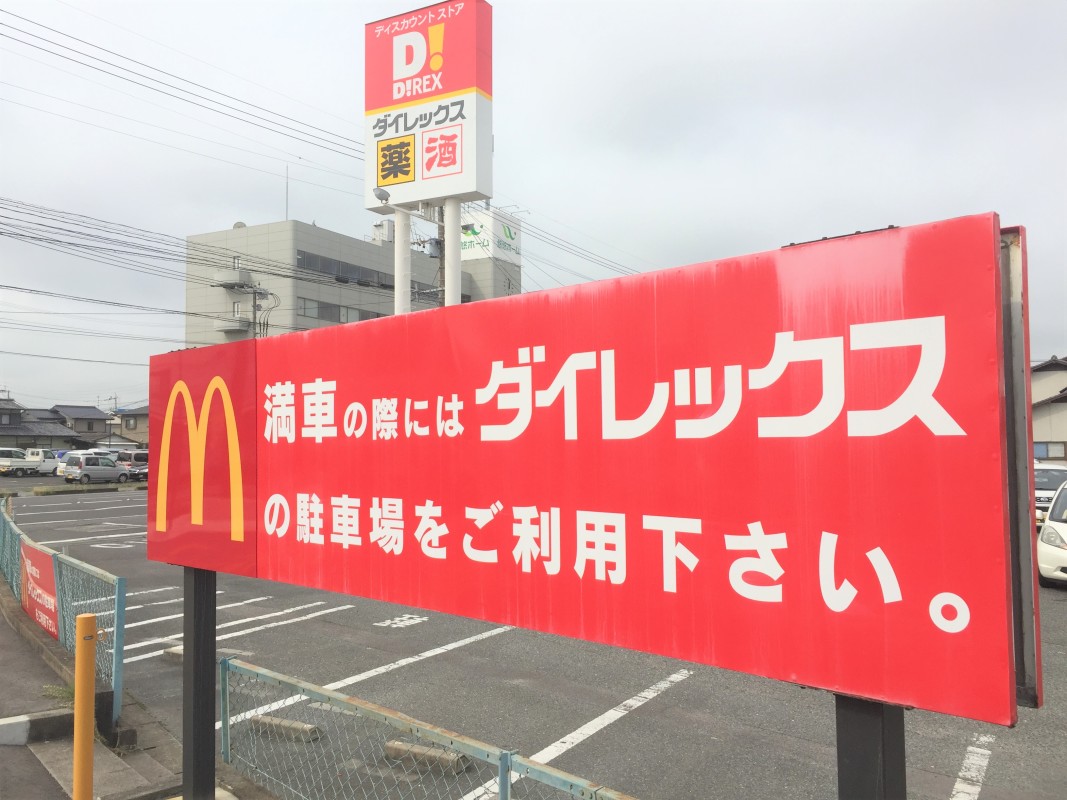 ディスカウント ストア
D!
D!REX
ダイレックス
薬 酒
満車の際にはダイレックス
の駐車場をご利用下さい。